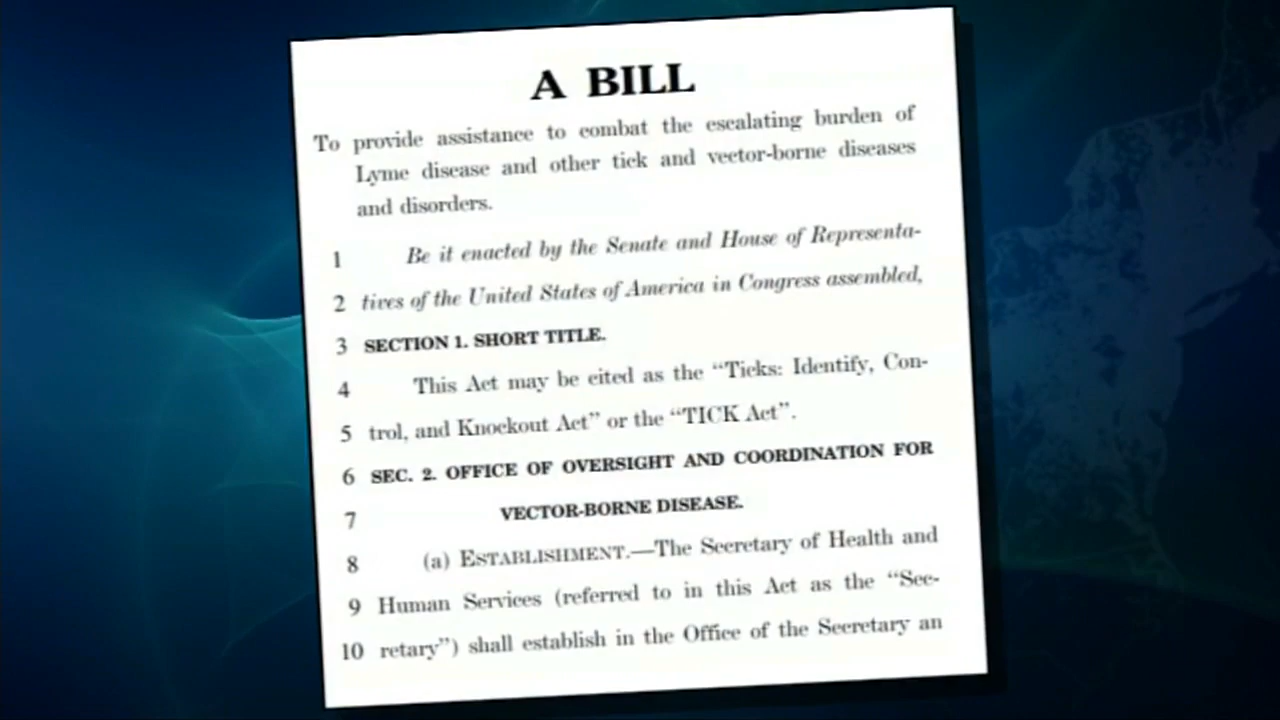 A BILL
To provide assistance to combat the escalating burden of
Lyme disease and other tick and vector-borne diseases
and disorders.
1 Be it enacted by the Senate and House of Representa-
2 tives of the United States of America in Congress assembled,
3 SECTION 1. SHORT TITLE.
4 This Act may be cited as the “Ticks: Identify, Con-
5 trol, and Knockout Act” or the “TICK Act”.
6 SEC. 2. OFFICE OF OVERSIGHT AND COORDINATION FOR
7 VECTOR-BORNE DISEASE.
8 (a) ESTABLISHMENT.—The Secretary of Health and
9 Human Services (referred to in this Act as the “Sec-
10 retary”) shall establish in the Office of the Secretary an